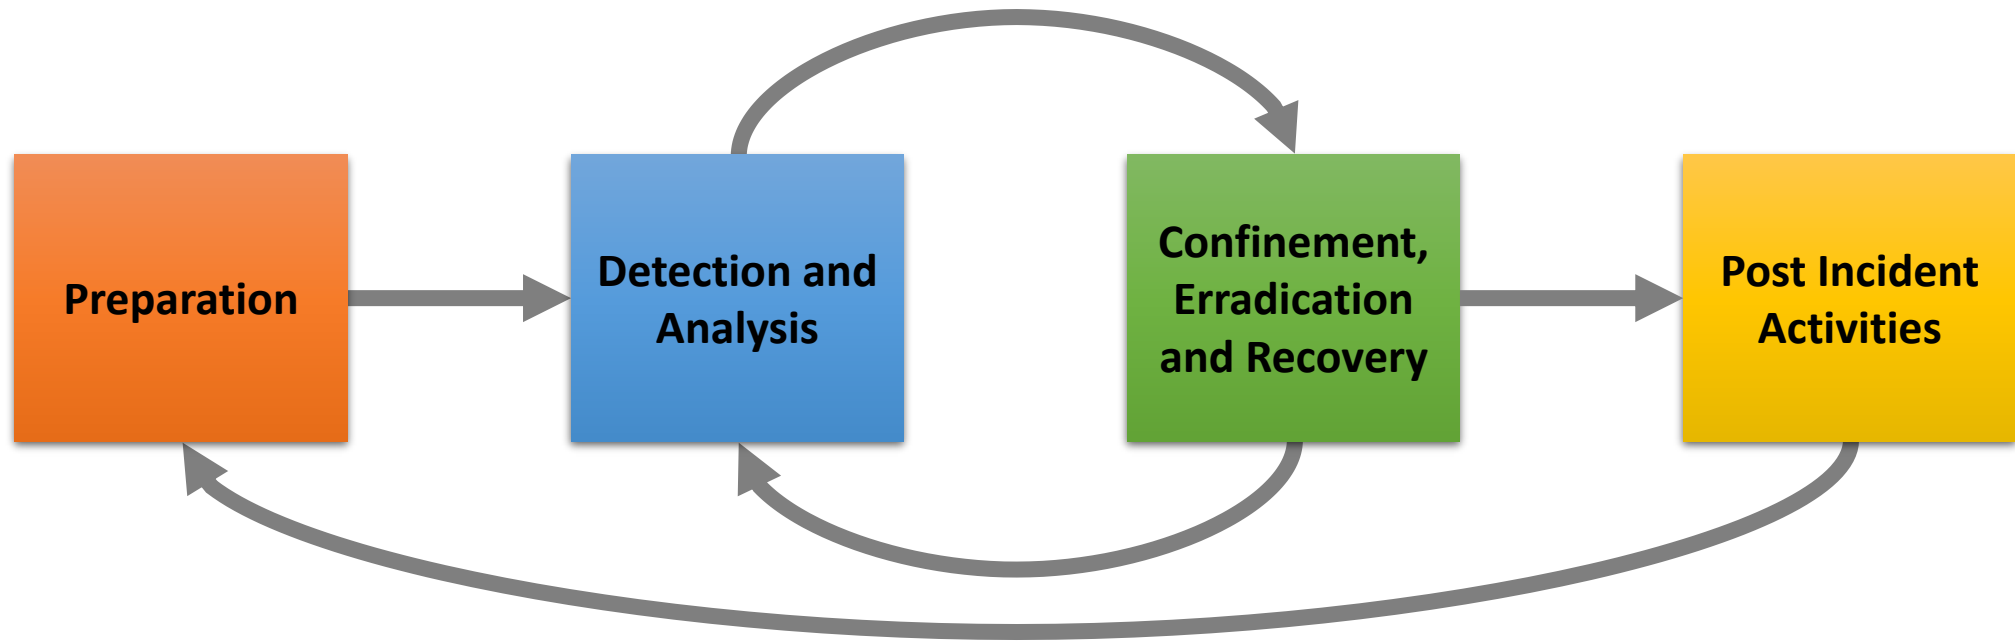 Preparation
Detection and
Analysis
Confinement,
Erradication
and Recovery
Post Incident
Activities